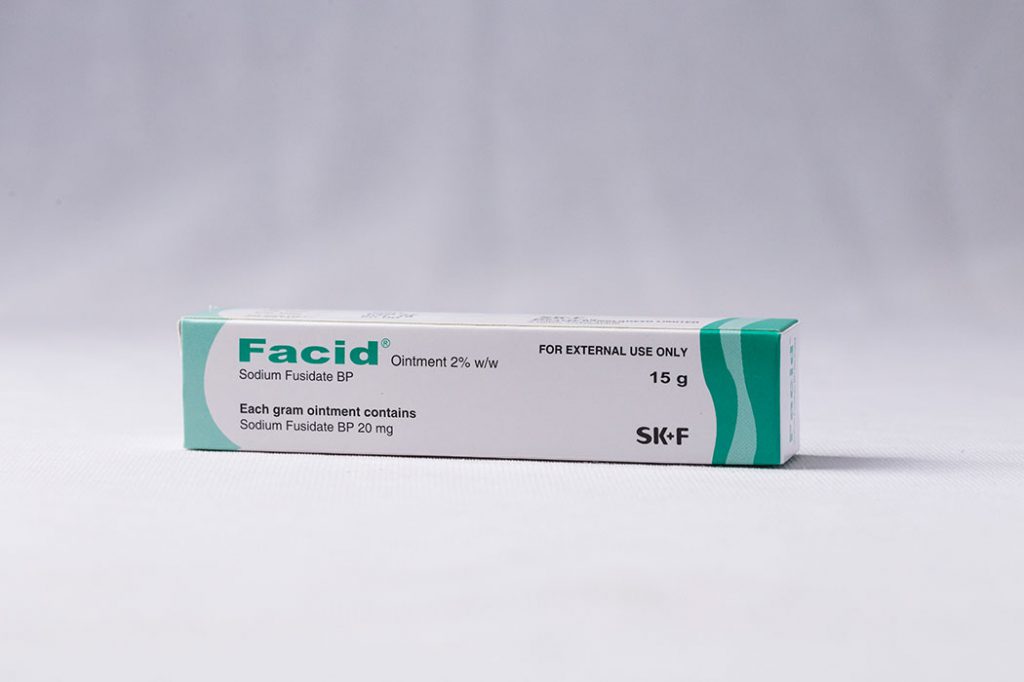 Facid® Ointment 2% w/w
Sodium Fusidate BP
Each gram ointment contains
Sodium Fusidate BP 20 mg
FOR EXTERNAL USE ONLY
15 g
SK+F